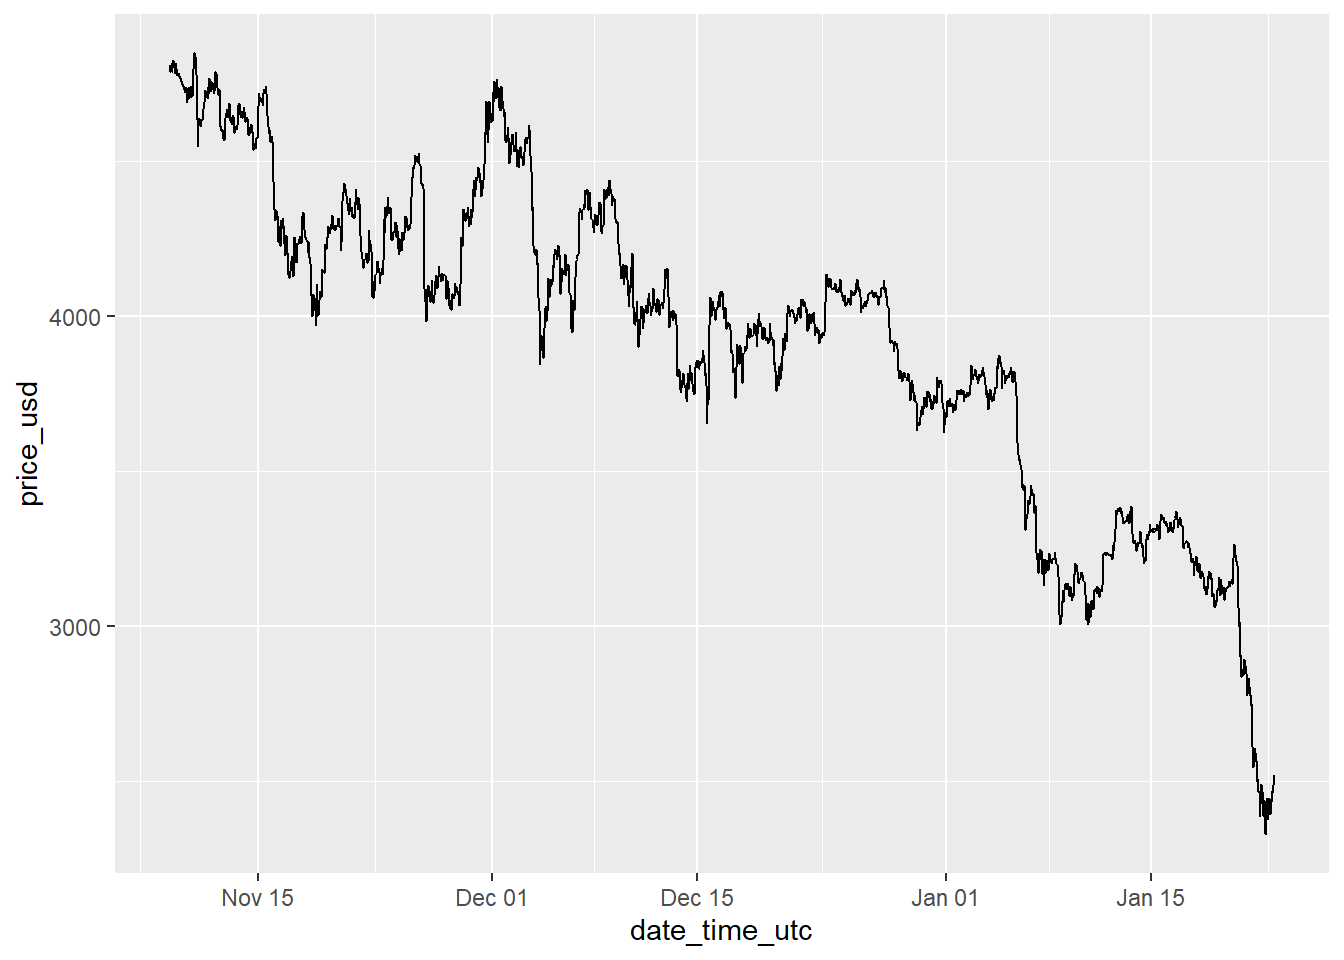 price_usd
4000
3000
Nov 15
Dec 01
Dec 15
Jan 01
Jan 15
date_time_utc